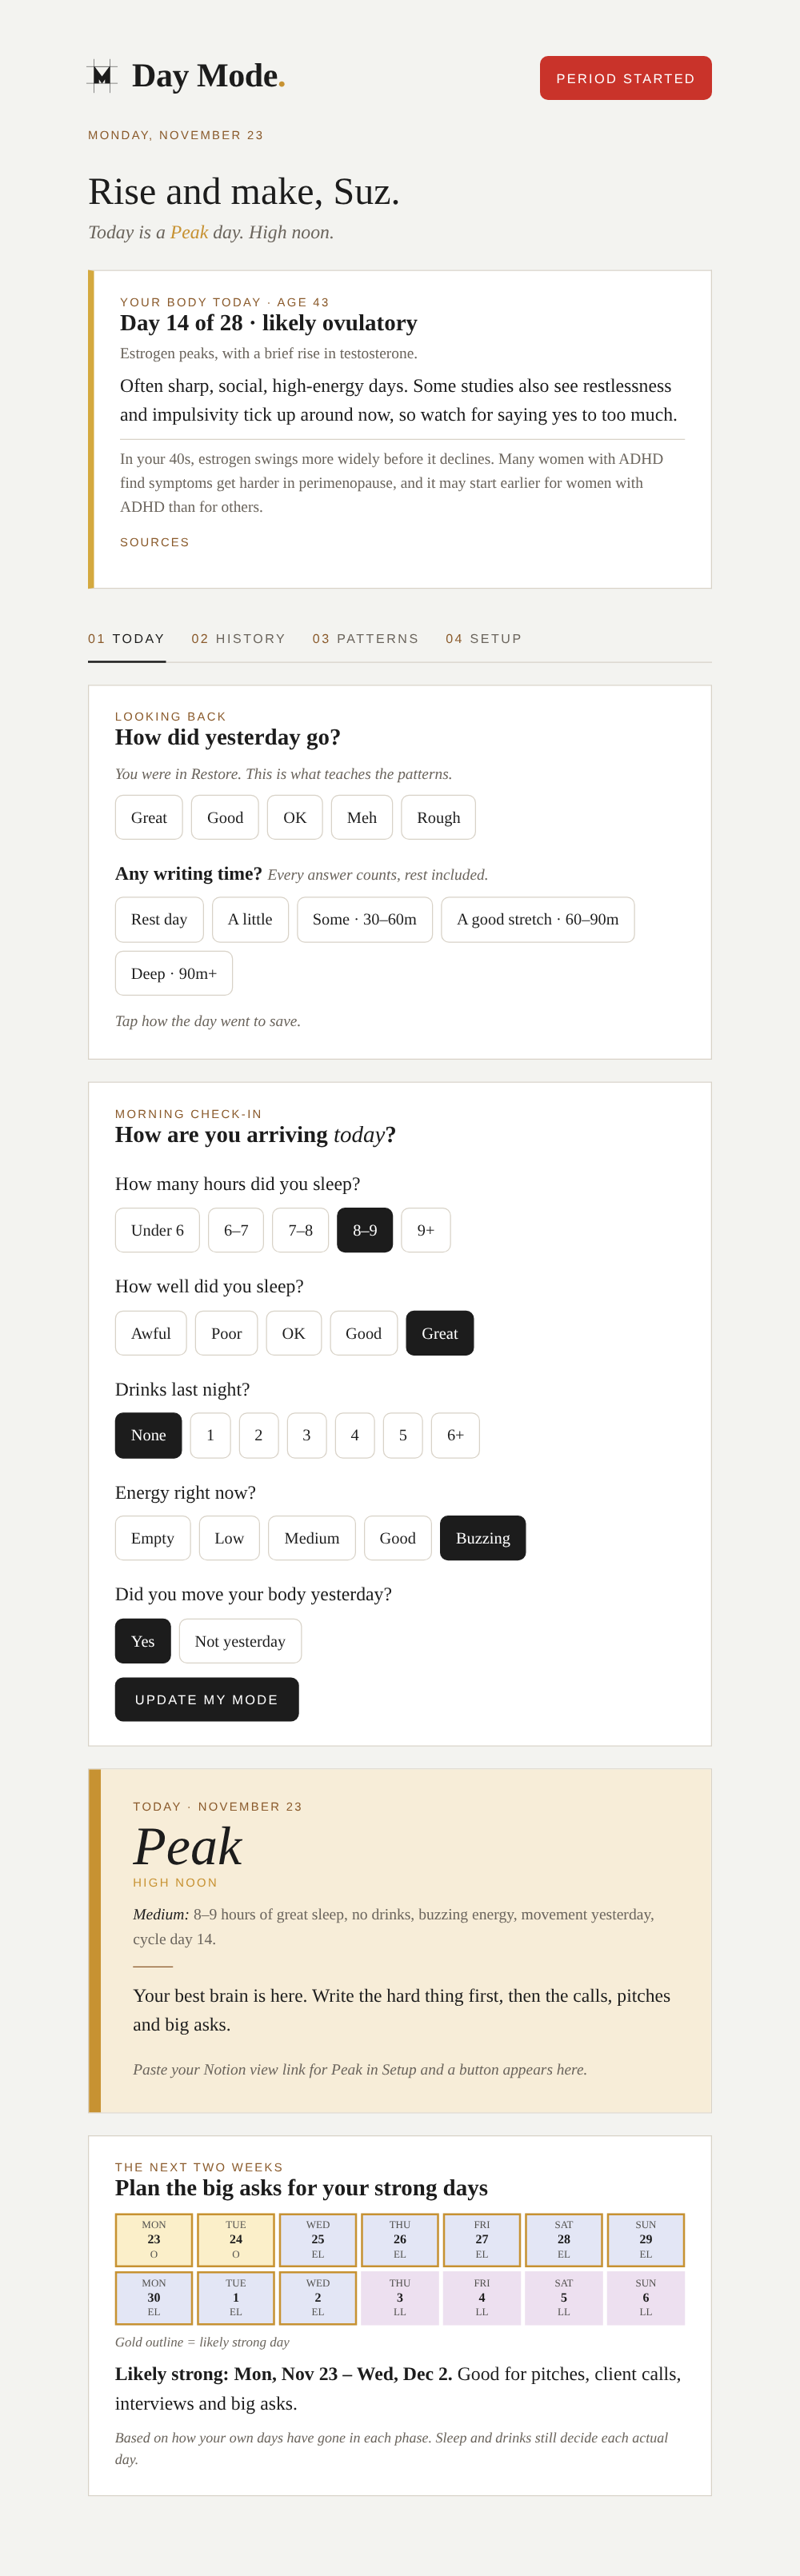 Day Mode.
PERIOD STARTED
MONDAY, NOVEMBER 23
Rise and make, Suz.
Today is a Peak day. High noon.
YOUR BODY TODAY · AGE 43
Day 14 of 28 · likely ovulatory
Estrogen peaks, with a brief rise in testosterone.
Often sharp, social, high-energy days. Some studies also see restlessness
and impulsivity tick up around now, so watch for saying yes to too much.
In your 40s, estrogen swings more widely before it declines. Many women with ADHD
find symptoms get harder in perimenopause, and it may start earlier for women with
ADHD than for others.
SOURCES
01 TODAY 02 HISTORY 03 PATTERNS 04 SETUP
LOOKING BACK
How did yesterday go?
You were in Restore. This is what teaches the patterns.
Great Good OK Meh Rough
Any writing time? Every answer counts, rest included.
Rest day A little Some · 30–60m A good stretch · 60–90m
Deep · 90m+
Tap how the day went to save.
MORNING CHECK-IN
How are you arriving today?
How many hours did you sleep?
Under 6 6–7 7–8 8–9 9+
How well did you sleep?
Awful Poor OK Good Great
Drinks last night?
None 1 2 3 4 5 6+
Energy right now?
Empty Low Medium Good Buzzing
Did you move your body yesterday?
Yes Not yesterday
UPDATE MY MODE
TODAY · NOVEMBER 23
Peak
HIGH NOON
Medium: 8–9 hours of great sleep, no drinks, buzzing energy, movement yesterday,
cycle day 14.
Your best brain is here. Write the hard thing first, then the calls, pitches
and big asks.
Paste your Notion view link for Peak in Setup and a button appears here.
THE NEXT TWO WEEKS
Plan the big asks for your strong days
MON TUE WED THU FRI SAT SUN
23 24 25 26 27 28 29
O O EL EL EL EL EL
MON TUE WED THU FRI SAT SUN
30 1 2 3 4 5 6
EL EL EL LL LL LL LL
Gold outline = likely strong day
Likely strong: Mon, Nov 23 – Wed, Dec 2. Good for pitches, client calls,
interviews and big asks.
Based on how your own days have gone in each phase. Sleep and drinks still decide each actual
day.